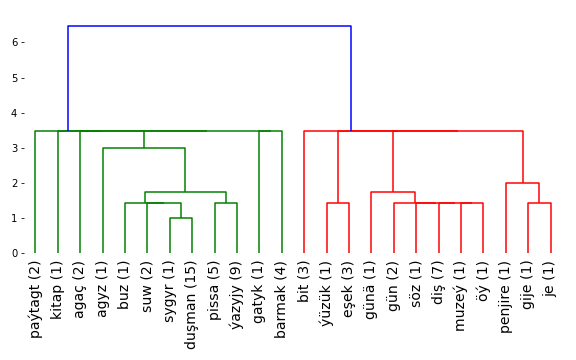 6
5
4
3
2
1
0
paýtagt (2)
kitap (1)
agaç (2)
agyz (1)
buz (1)
suw (2)
sygyr (1)
duşman (15)
pissa (5)
ýazyjy (9)
gatyk (1)
barmak (4)
bit (3)
ýüzük (1)
eşek (3)
günä (1)
gün (2)
söz (1)
diş (7)
muzeý (1)
öý (1)
penjire (1)
gije (1)
je (1)